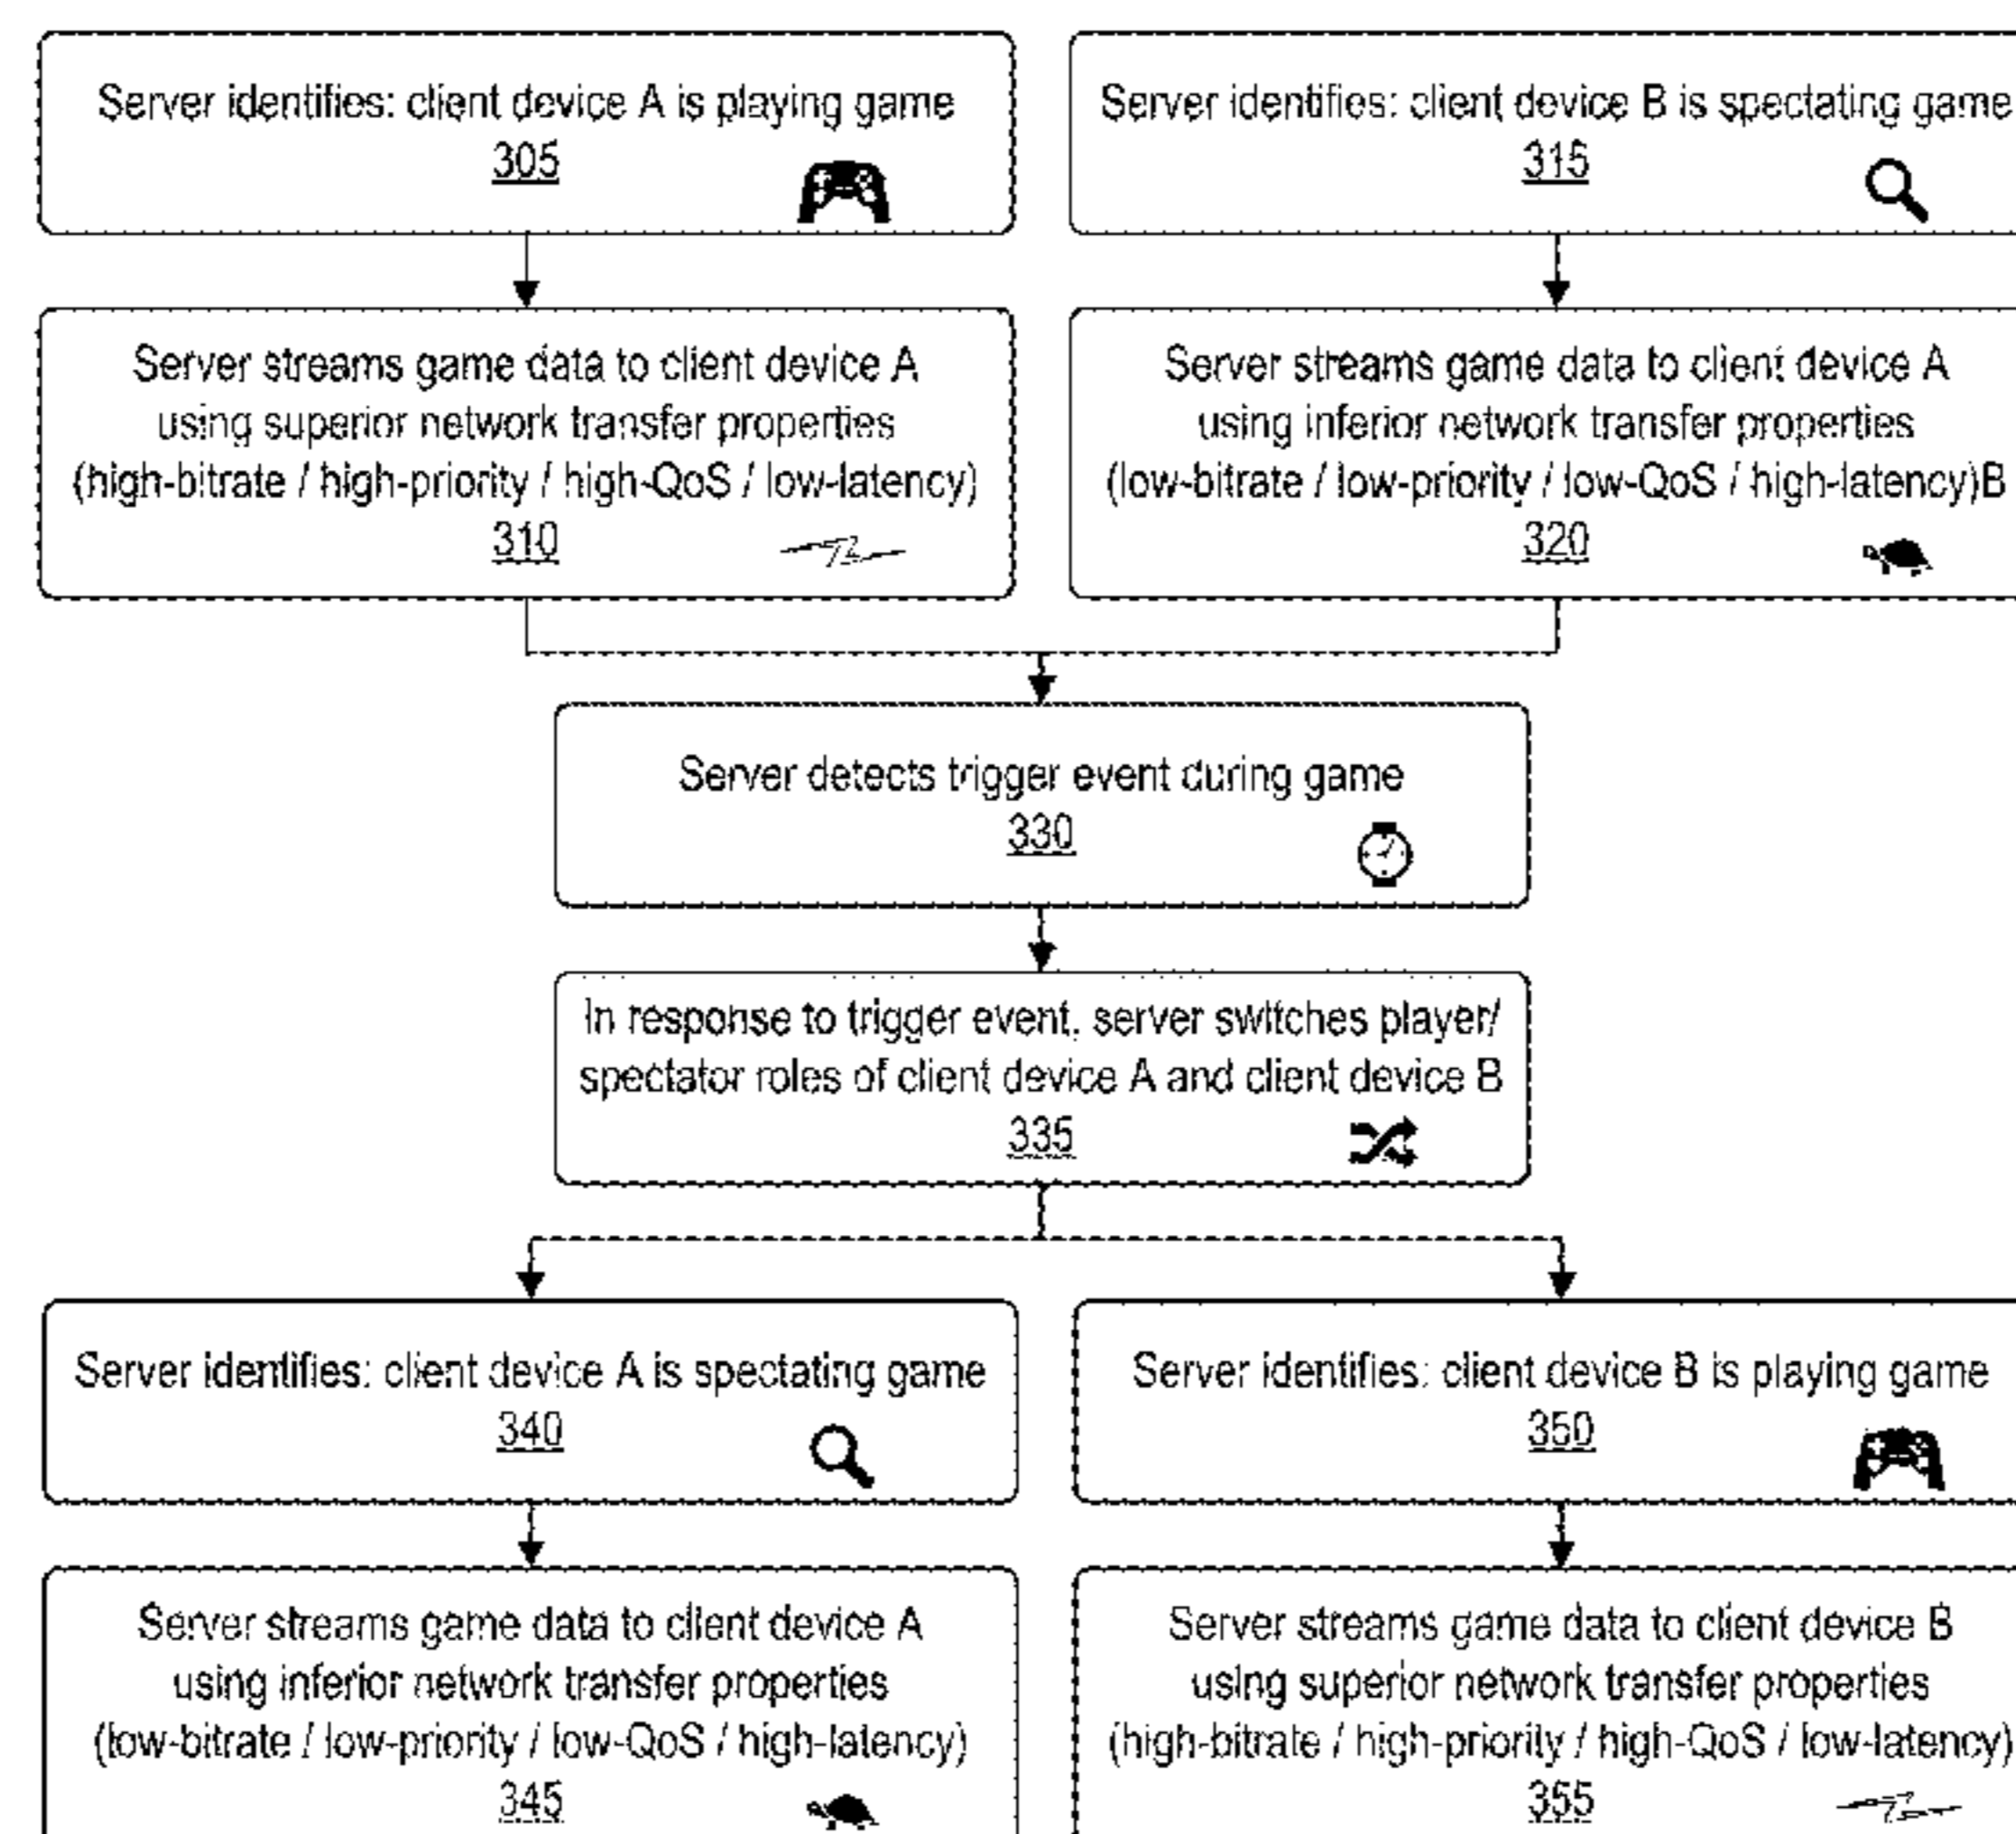 Server identifies: client device A is playing game
305
Server identifies: client device B is spectating game
315
Server streams game data to client device A
using superior network transfer properties
(high-bitrate / high-priority / high-QoS / low-latency)
310
Server streams game data to client device A
using inferior network transfer properties
(low-bitrate / low-priority / low-QoS / high-latency)B
320
Server detects trigger event during game
330
In response to trigger event, server switches player/
spectator roles of client device A and client device B
335
Server identifies: client device A is spectating game
340
Server identifies: client device B is playing game
350
Server streams game data to client device A
using inferior network transfer properties
(low-bitrate / low-priority / low-QoS / high-latency)
345
Server streams game data to client device B
using superior network transfer properties
(high-bitrate / high-priority / high-QoS / low-latency)
355